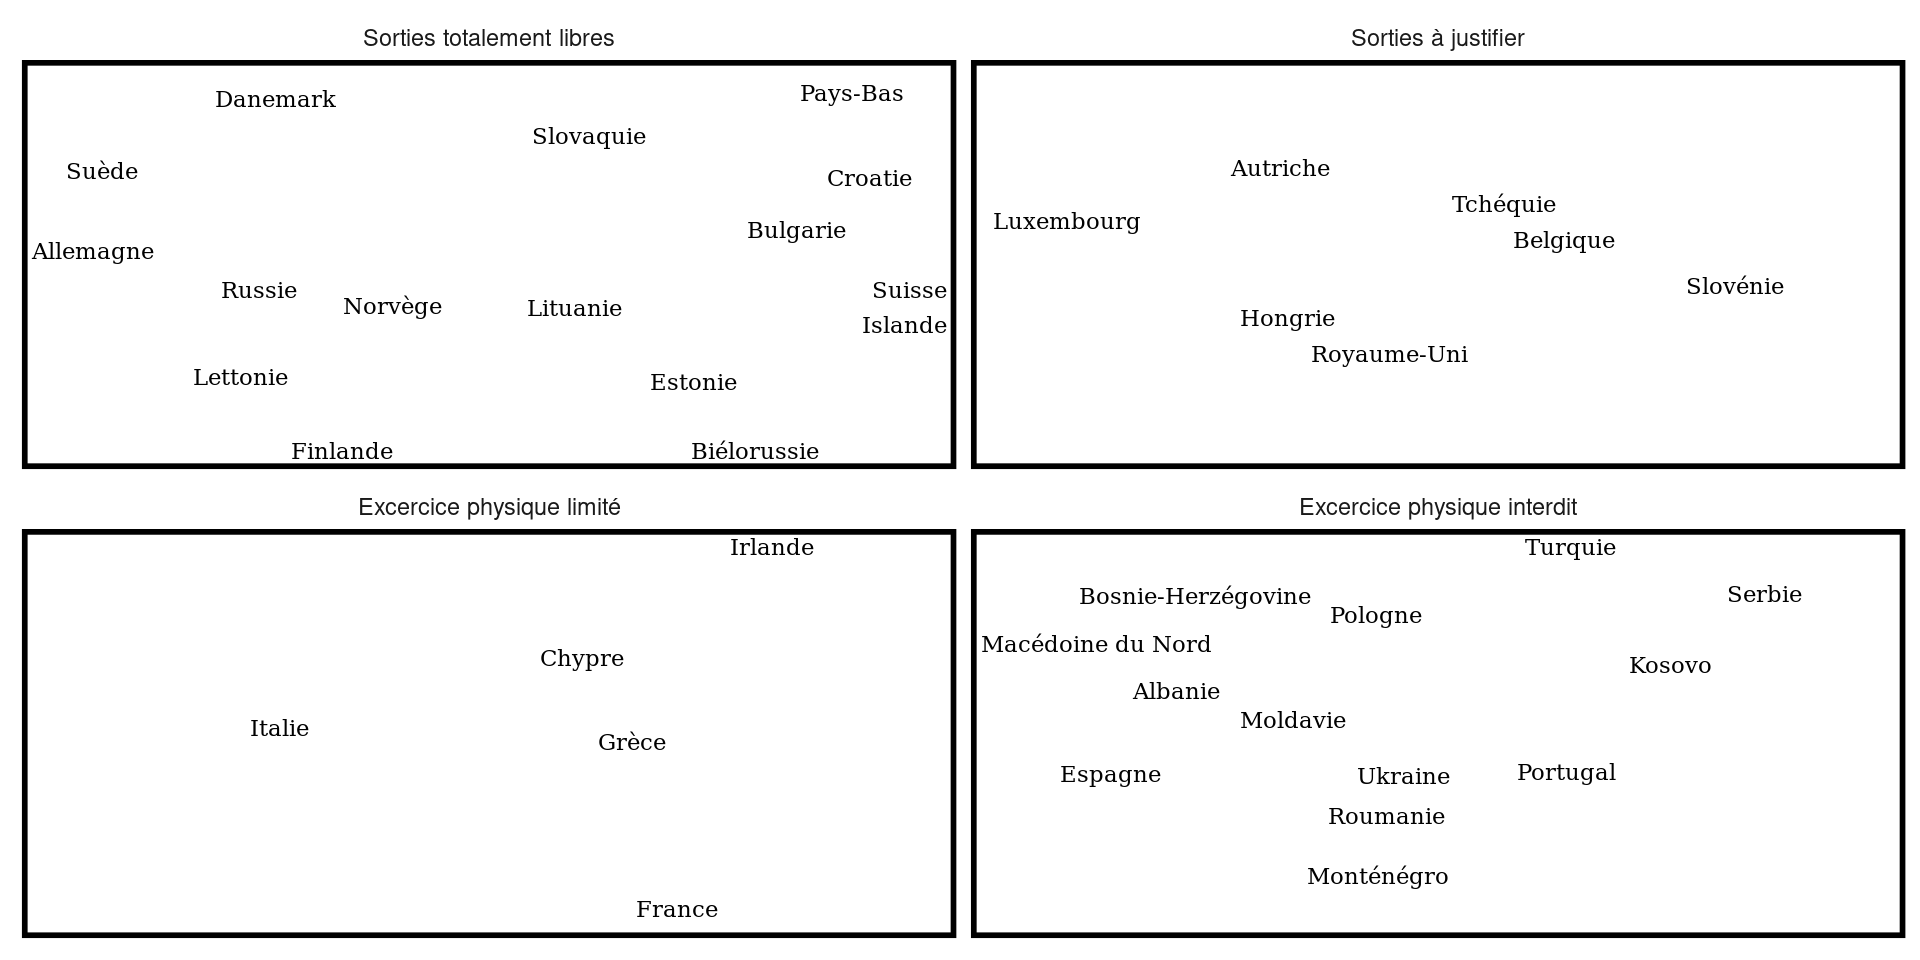 Sorties totalement libres
Danemark
Pays-Bas
Slovaquie
Suède
Croatie
Bulgarie
Allemagne
Russie
Suisse
Norvège
Lituanie
Islande
Lettonie
Estonie
Finlande
Biélorussie
Sorties à justifier
Autriche
Tchéquie
Luxembourg
Belgique
Slovénie
Hongrie
Royaume-Uni
Excercice physique limité
Irlande
Chypre
Italie
Grèce
France
Excercice physique interdit
Turquie
Bosnie-Herzégovine
Serbie
Pologne
Macédoine du Nord
Kosovo
Albanie
Moldavie
Espagne
Ukraine
Portugal
Roumanie
Monténégro